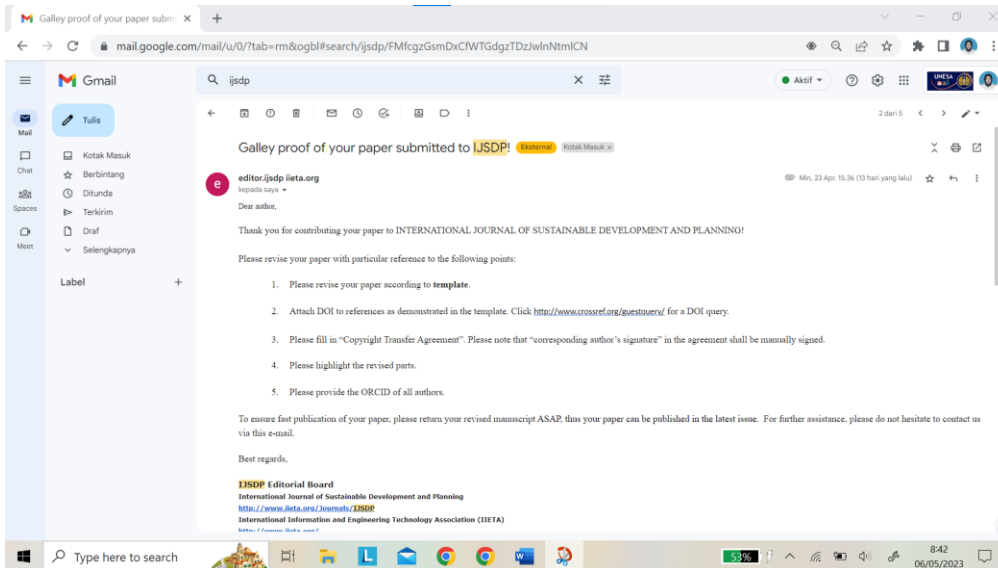 Galley proof of your paper subm
mail.google.com/mail/u/0/?tab=rm&ogbl#search/ijsdp/FMfcgzGsmDxCfWTGdgzTDzJwlnNtmlCN
Gmail
ijsdp
Aktif
UNESA
Mail
Chat
Spaces
Meet
Tulis
Kotak Masuk
Berbintang
Ditunda
Terkirim
Draf
Selengkapnya
Label
2 dari 5
Galley proof of your paper submitted to IJSDP! Eksternal Kotak Masuk x
e
editor.ijsdp iieta.org
kepada saya
Min, 23 Apr, 15.36 (13 hari yang lalu)
Dear author,
Thank you for contributing your paper to INTERNATIONAL JOURNAL OF SUSTAINABLE DEVELOPMENT AND PLANNING!
Please revise your paper with particular reference to the following points:
1. Please revise your paper according to template.
2. Attach DOI to references as demonstrated in the template. Click http://www.crossref.org/guestquery/ for a DOI query.
3. Please fill in “Copyright Transfer Agreement”. Please note that “corresponding author’s signature” in the agreement shall be manually signed.
4. Please highlight the revised parts.
5. Please provide the ORCID of all authors.
To ensure fast publication of your paper, please return your revised manuscript ASAP, thus your paper can be published in the latest issue. For further assistance, please do not hesitate to contact us
via this e-mail.
Best regards,
IJSDP Editorial Board
International Journal of Sustainable Development and Planning
http://www.iieta.org/Journals/IJSDP
International Information and Engineering Technology Association (IIETA)
http://www.iieta.org/
Type here to search
53%
8:42
06/05/2023